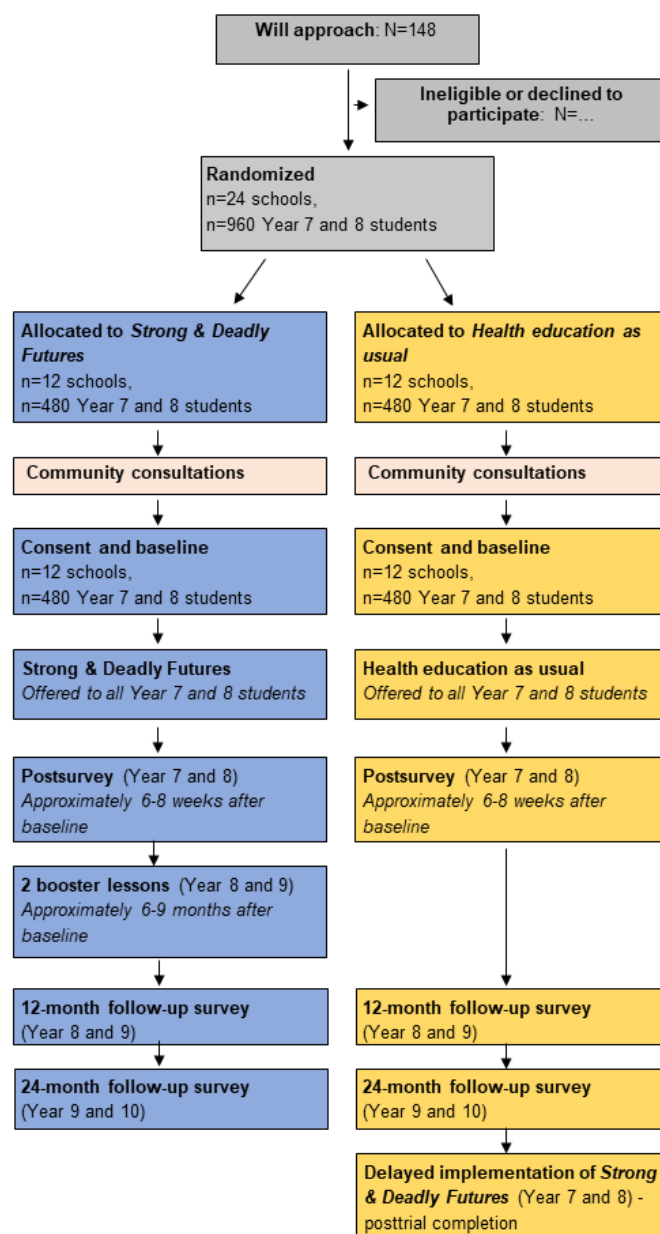 Will approach: N=148
Ineligible or declined to
participate: N=...
Randomized
n=24 schools,
n=960 Year 7 and 8 students
Allocated to Strong & Deadly
Futures
n=12 schools,
n=480 Year 7 and 8 students
Allocated to Health education as
usual
n=12 schools,
n=480 Year 7 and 8 students
Community consultations
Community consultations
Consent and baseline
n=12 schools,
n=480 Year 7 and 8 students
Consent and baseline
n=12 schools,
n=480 Year 7 and 8 students
Strong & Deadly Futures
Offered to all Year 7 and 8 students
Health education as usual
Offered to all Year 7 and 8 students
Postsurvey (Year 7 and 8)
Approximately 6-8 weeks after
baseline
Postsurvey (Year 7 and 8)
Approximately 6-8 weeks after
baseline
2 booster lessons (Year 8 and 9)
Approximately 6-9 months after
baseline
12-month follow-up survey
(Year 8 and 9)
12-month follow-up survey
(Year 8 and 9)
24-month follow-up survey
(Year 9 and 10)
24-month follow-up survey
(Year 9 and 10)
Delayed implementation of Strong
& Deadly Futures (Year 7 and 8) -
posttrial completion